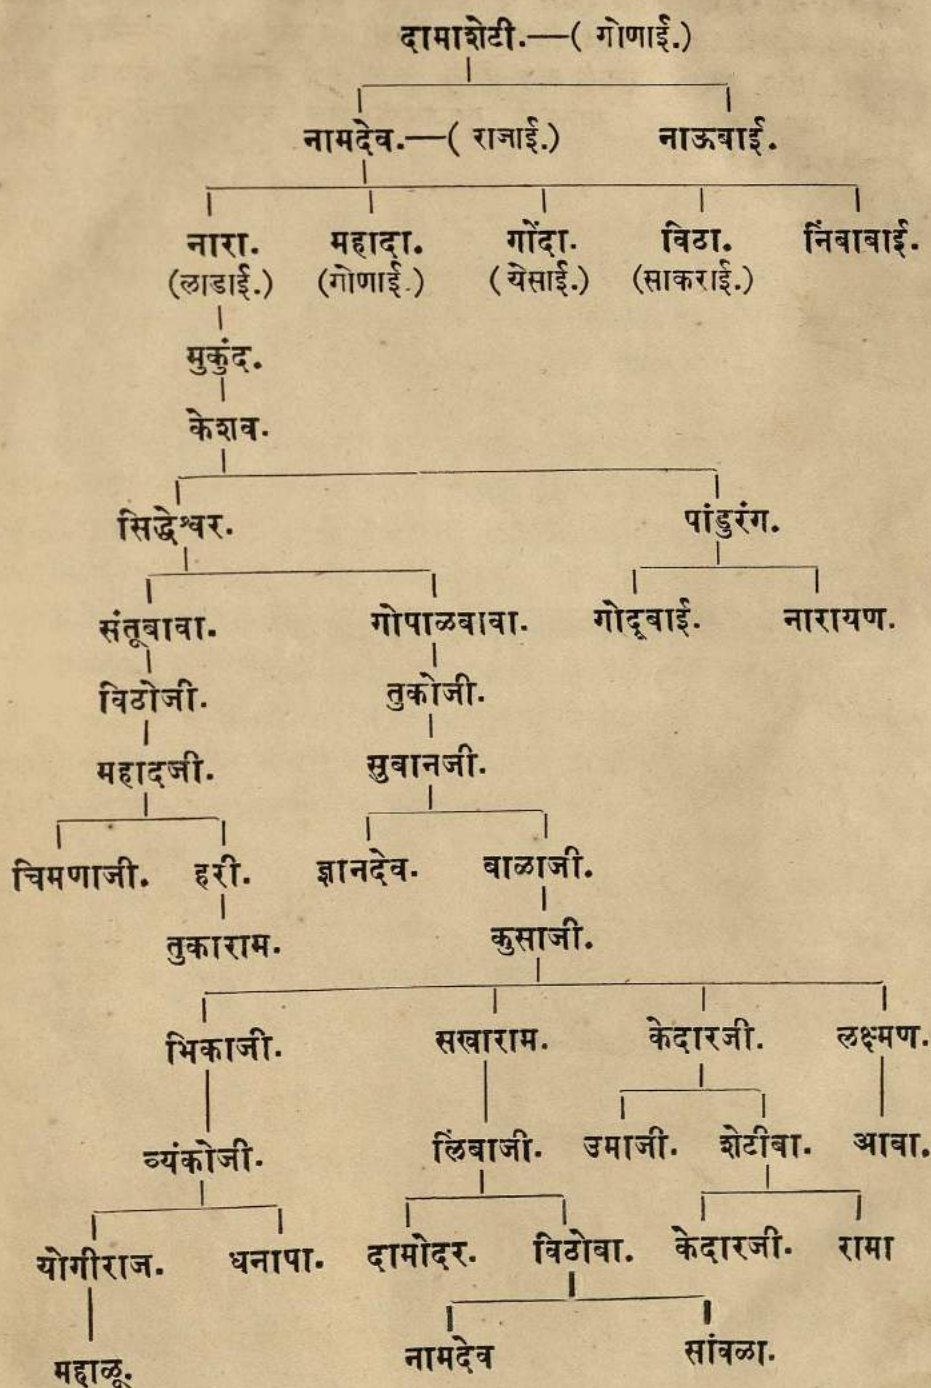 दामाशेटी.—( गोणाई.)
नामदेव.—( राजाई.) नाऊबाई.
नारा. महादा. गोंदा. विठा. निंबाबाई.
(लाडाई.) (गोणाई.) (येसाई.) (साकराई.)
मुकुंद.
केशव.
सिद्धेश्वर. पांडुरंग.
संतूबावा. गोपाळबावा. गोदूबाई. नारायण.
विठोजी. तुकोजी.
महादजी. सुबानजी.
चिमणाजी. हरी. ज्ञानदेव. बाळाजी.
तुकाराम. कुसाजी.
भिकाजी. सखाराम. केदारजी. लक्ष्मण.
व्यंकोजी. लिंबाजी. उमाजी. शेटीबा. आबा.
योगीराज. धनापा. दामोदर. विठोबा. केदारजी. रामा
महाळू. नामदेव सांवळा.